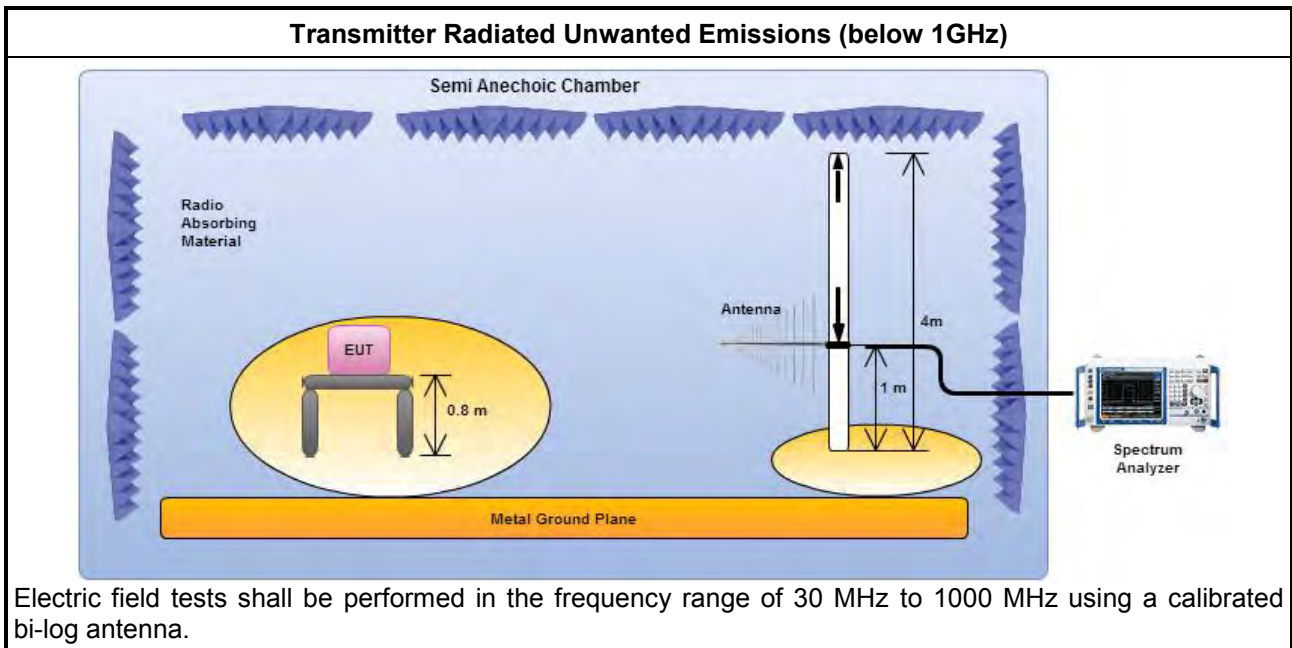 Transmitter Radiated Unwanted Emissions (below 1GHz)
Semi Anechoic Chamber
Radio
Absorbing
Material
Antenna
4m
EUT
1 m
0.8 m
Spectrum
Analyzer
Metal Ground Plane
Electric field tests shall be performed in the frequency range of 30 MHz to 1000 MHz using a calibrated
bi-log antenna.